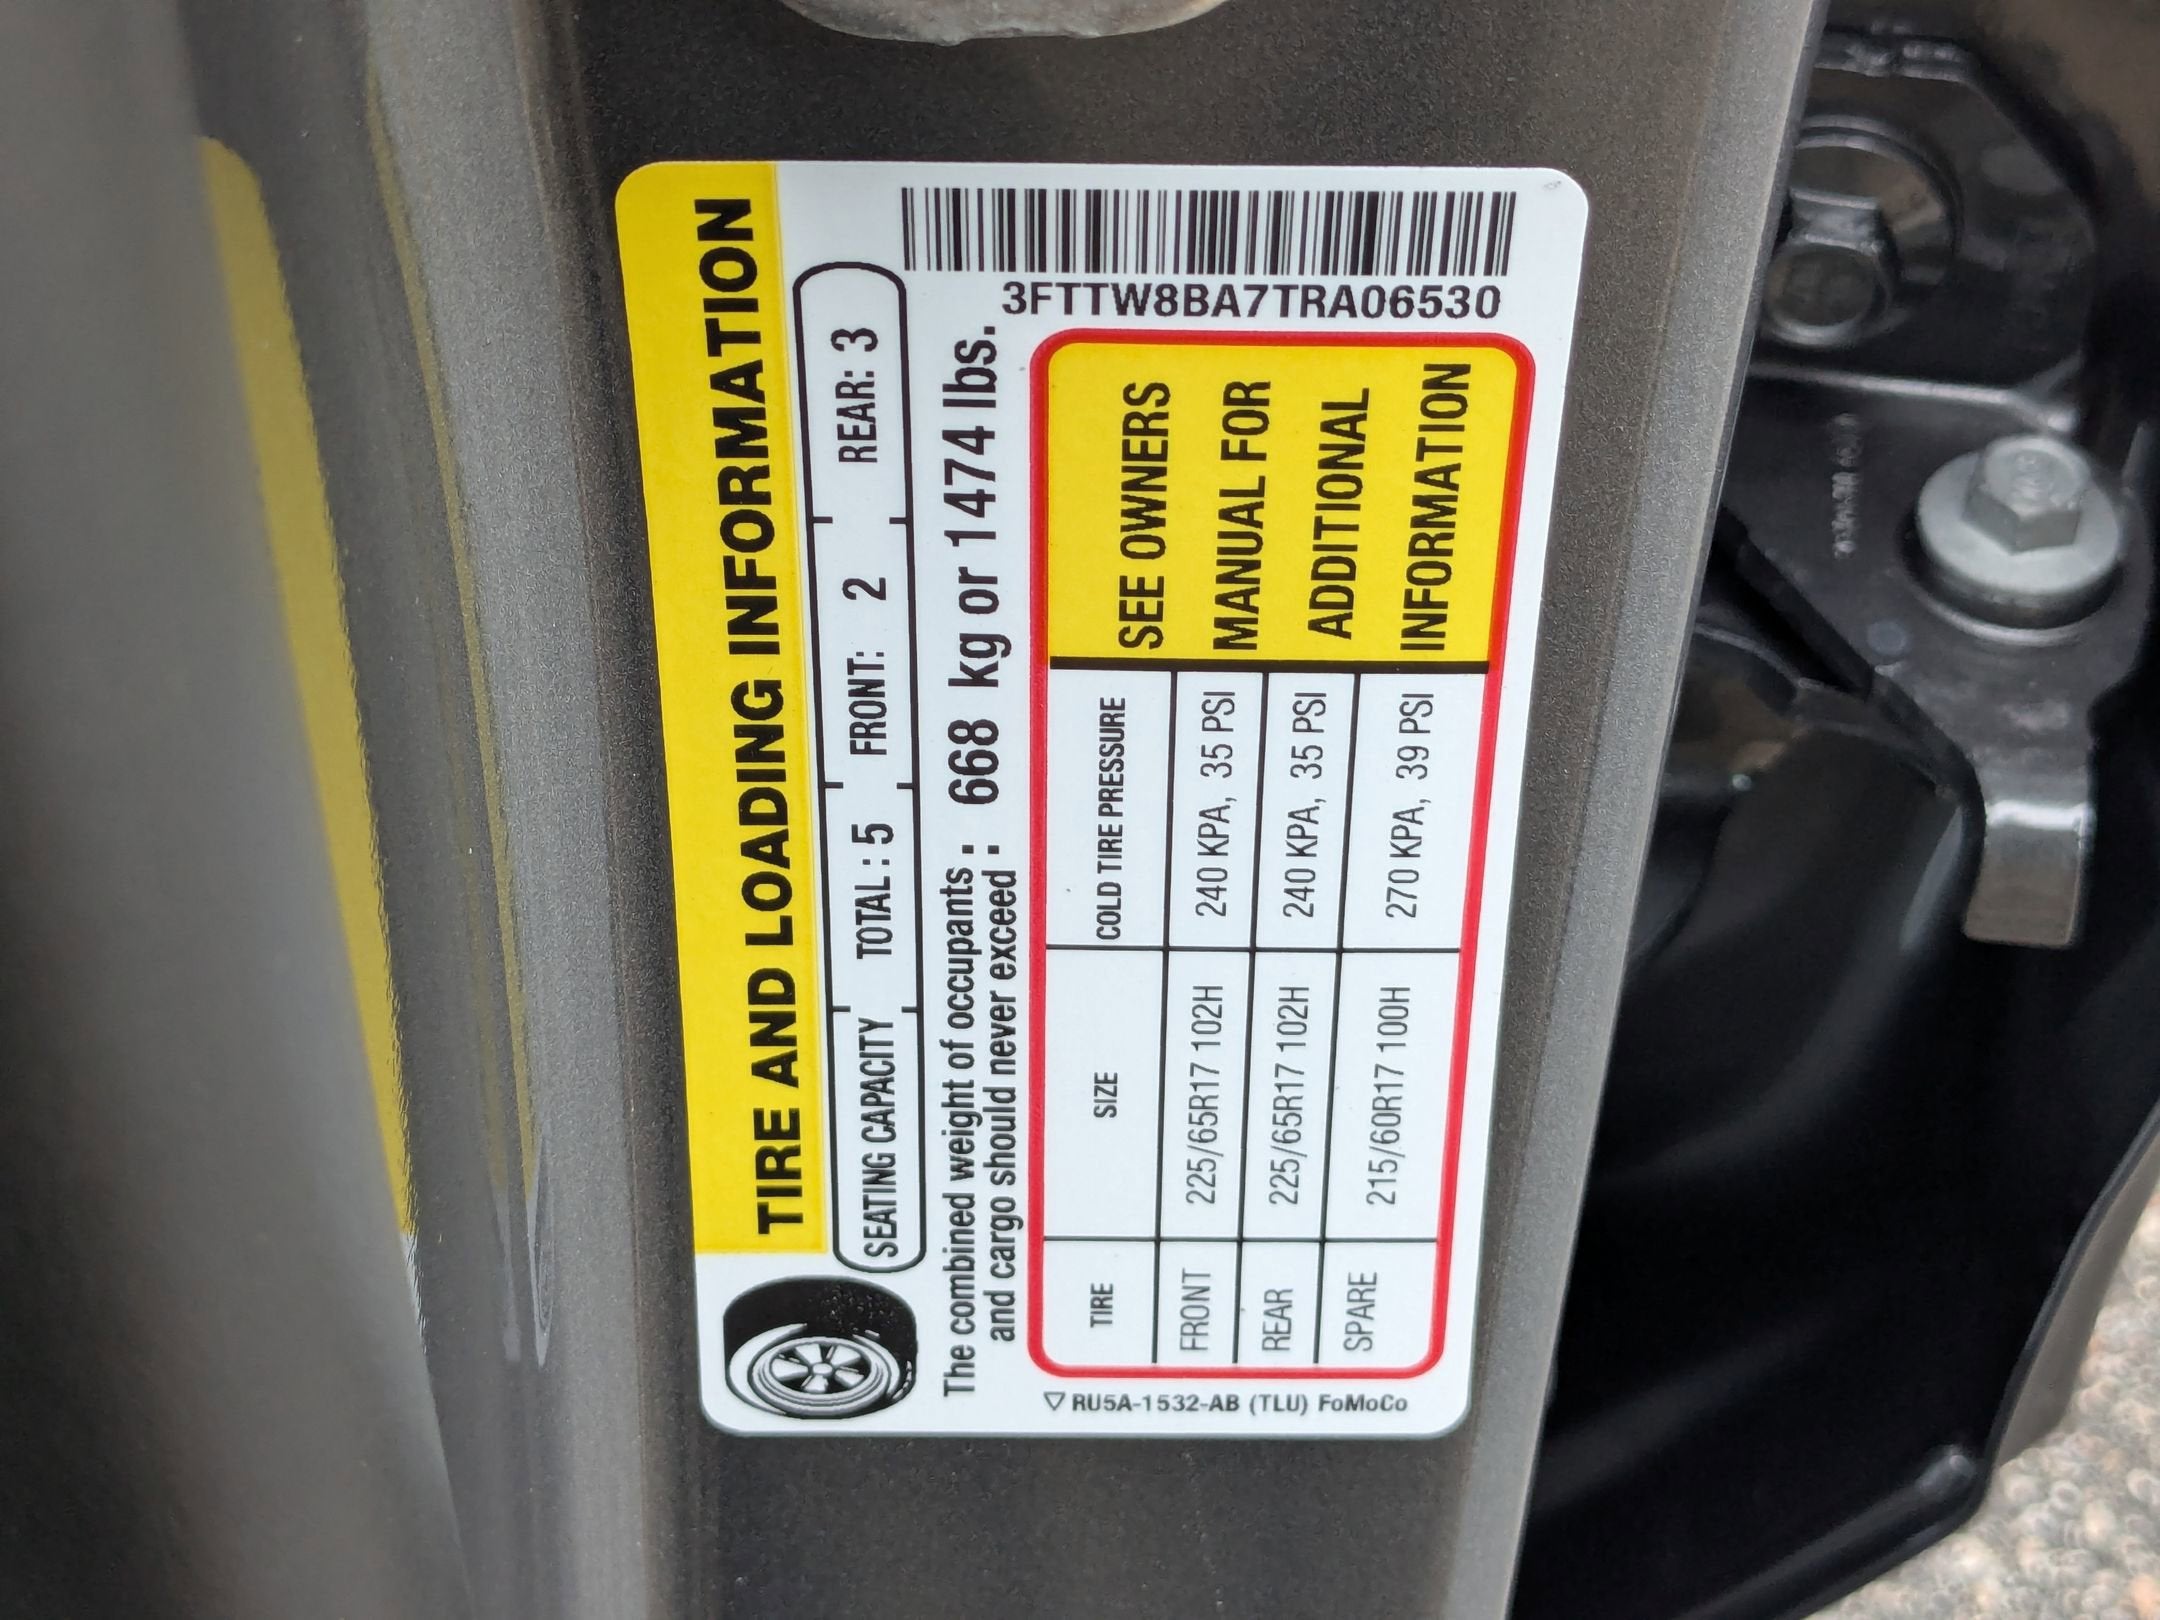 TIRE AND LOADING INFORMATION
SEATING CAPACITY TOTAL : 5 FRONT: 2 REAR: 3
The combined weight of occupants :
and cargo should never exceed : 668 kg or 1474 lbs.
3FTTW8BA7TRA06530
TIRE SIZE COLD TIRE PRESSURE
FRONT 225/65R17 102H 240 KPA, 35 PSI
REAR 225/65R17 102H 240 KPA, 35 PSI
SPARE 215/60R17 100H 270 KPA, 39 PSI
SEE OWNERS
MANUAL FOR
ADDITIONAL
INFORMATION
RU5A-1532-AB (TLU) FoMoCo